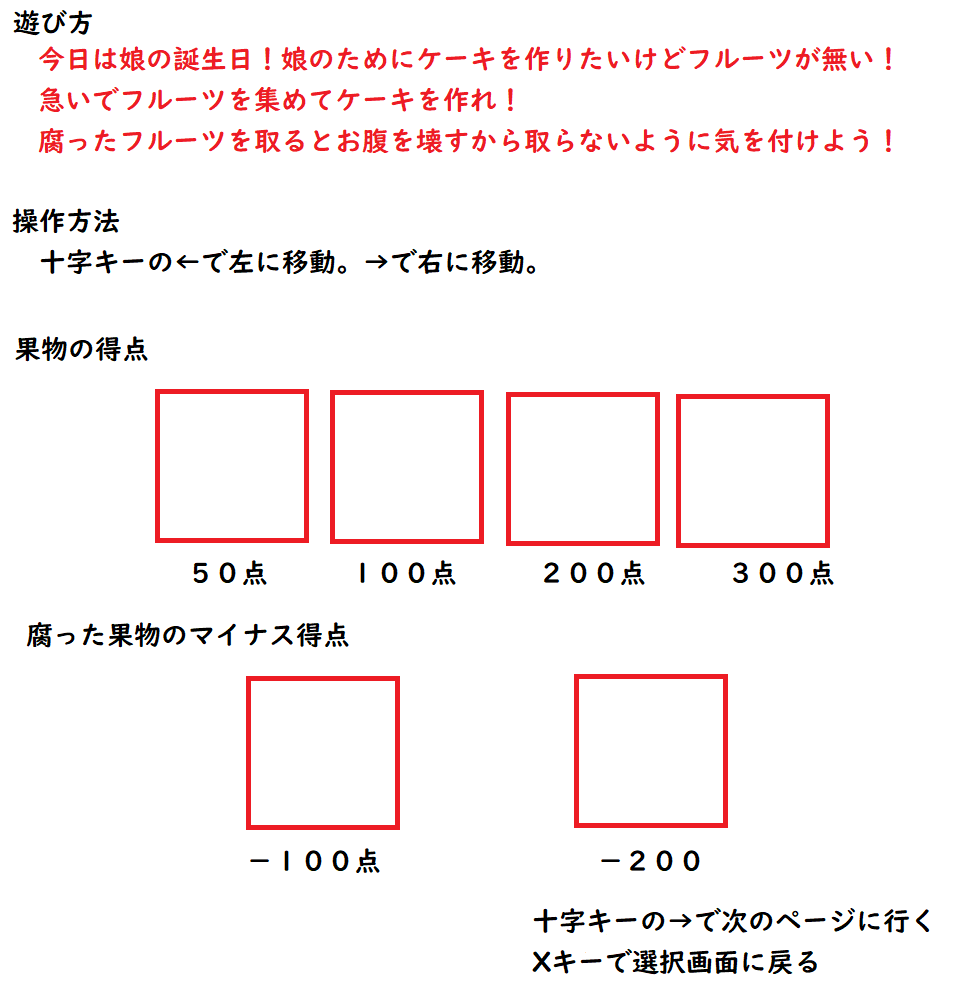 遊び方
今日は娘の誕生日！娘のためにケーキを作りたいけどフルーツが無い！
急いでフルーツを集めてケーキを作れ！
腐ったフルーツを取るとお腹を壊すから取らないように気を付けよう！
操作方法
十字キーの←で左に移動。→で右に移動。
果物の得点
５０点　１００点　２００点　３００点
腐った果物のマイナス得点
－１００点　－２００
十字キーの→で次のページに行く
Xキーで選択画面に戻る